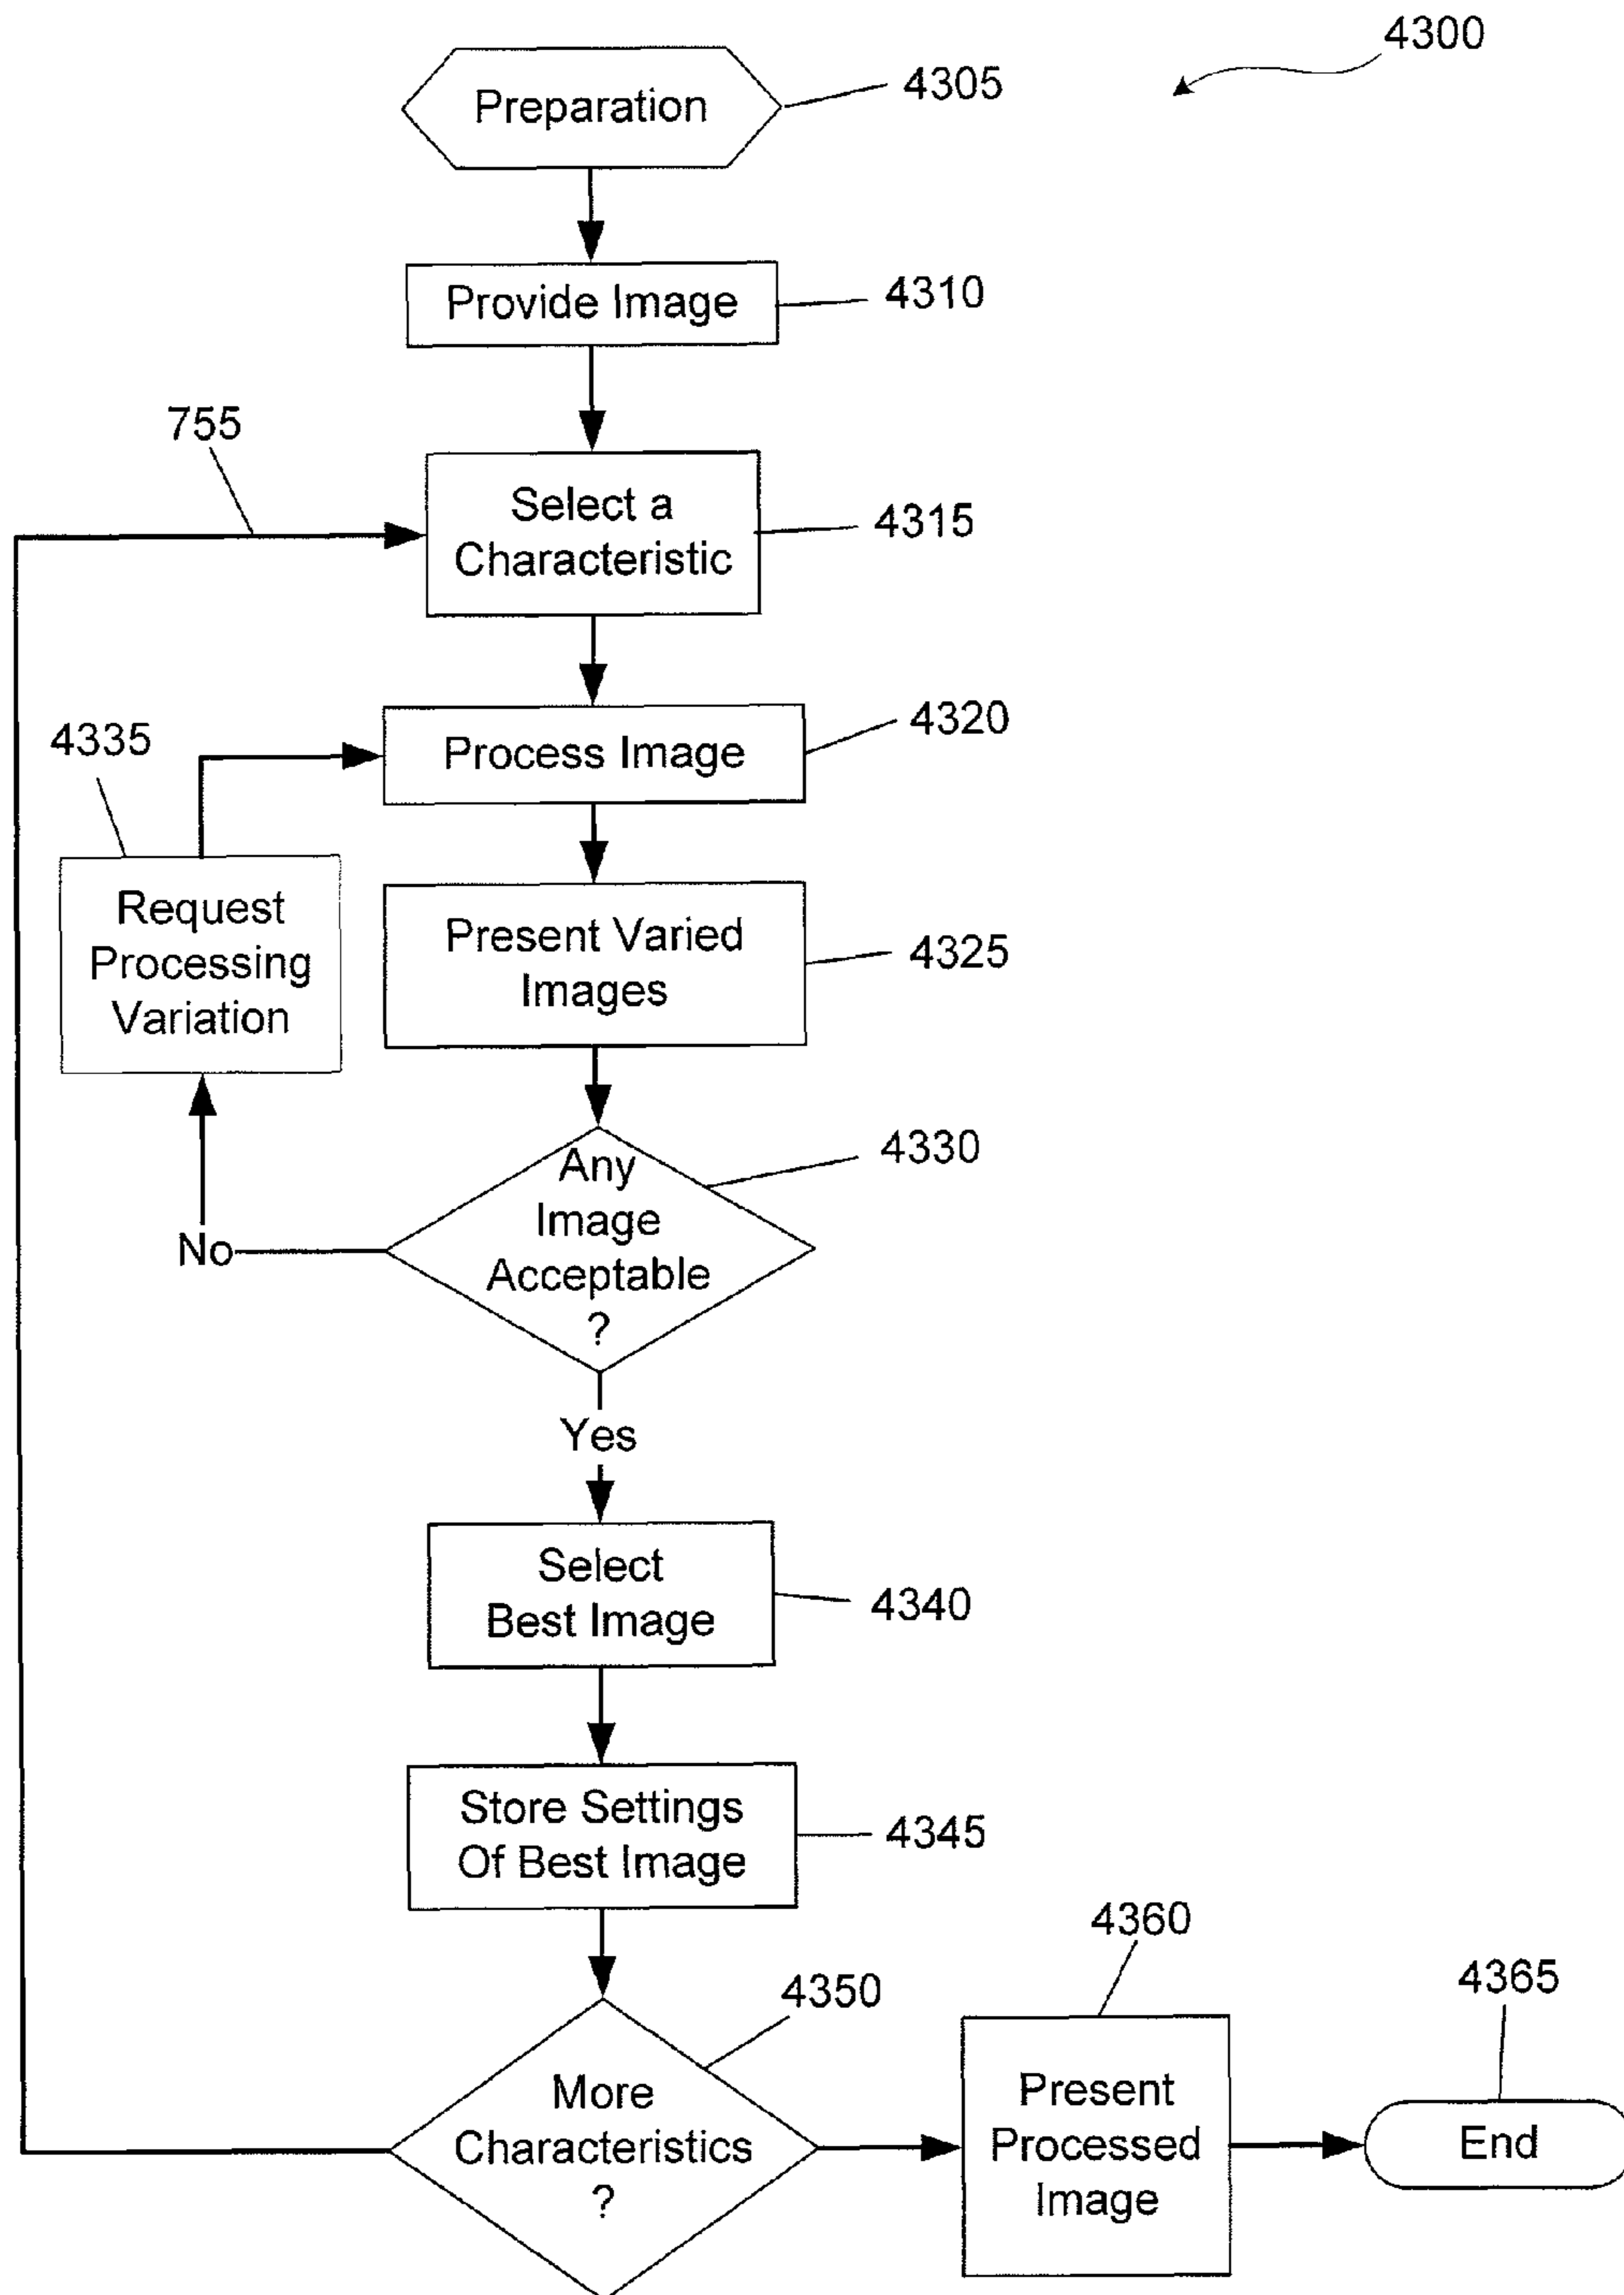 4300
Preparation
4305
Provide Image
4310
755
Select a
Characteristic
4315
4335
Process Image
4320
Request
Processing
Variation
Present Varied
Images
4325
Any
Image
Acceptable
?
4330
No
Yes
Select
Best Image
4340
Store Settings
Of Best Image
4345
More
Characteristics
?
4350
4360
Present
Processed
Image
4365
End